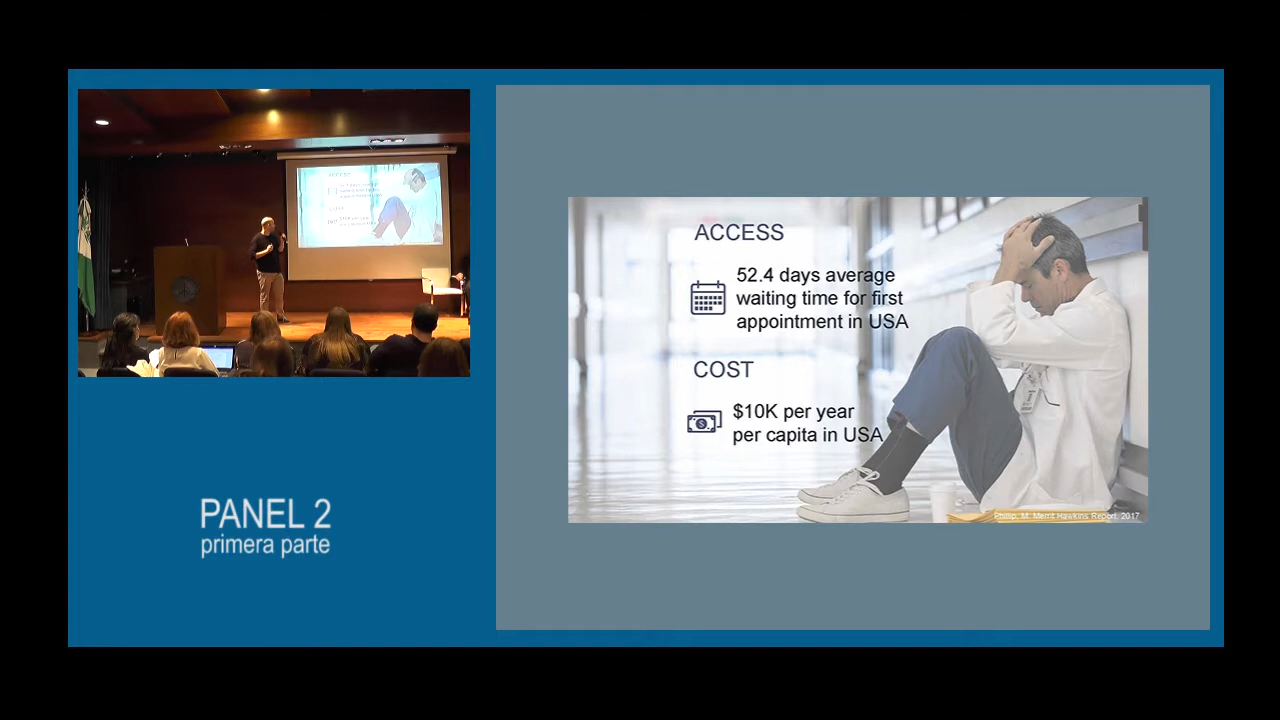 PANEL 2
primera parte
ACCESS
52.4 days average
waiting time for first
appointment in USA
COST
$10K per year
per capita in USA
Phillip, M. Merrit Hawkins Report, 2017